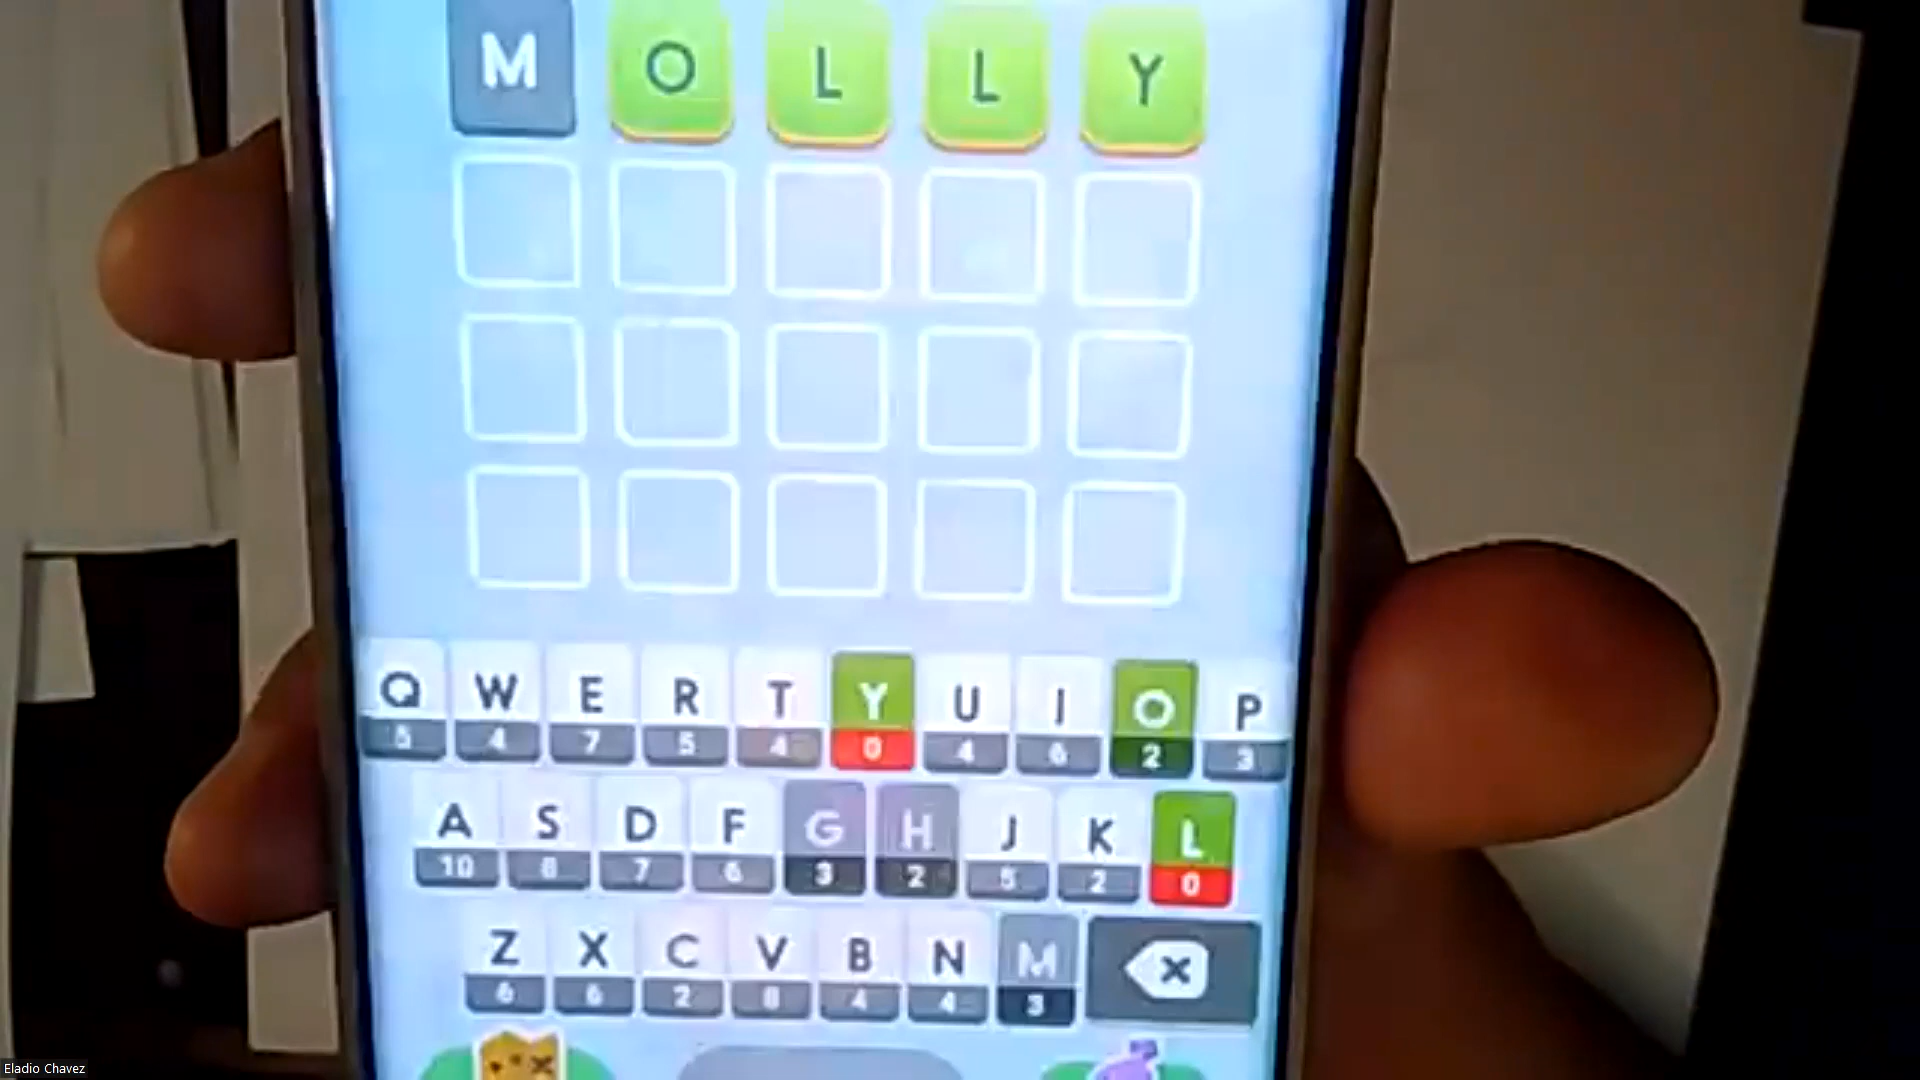 M O L L Y
Q W E R T Y U I O P
5 4 7 5 4 0 4 6 2 3
A S D F G H J K L
10 8 7 6 3 2 5 2 0
Z X C V B N M
6 6 2 8 4 4 3
Eladio Chavez